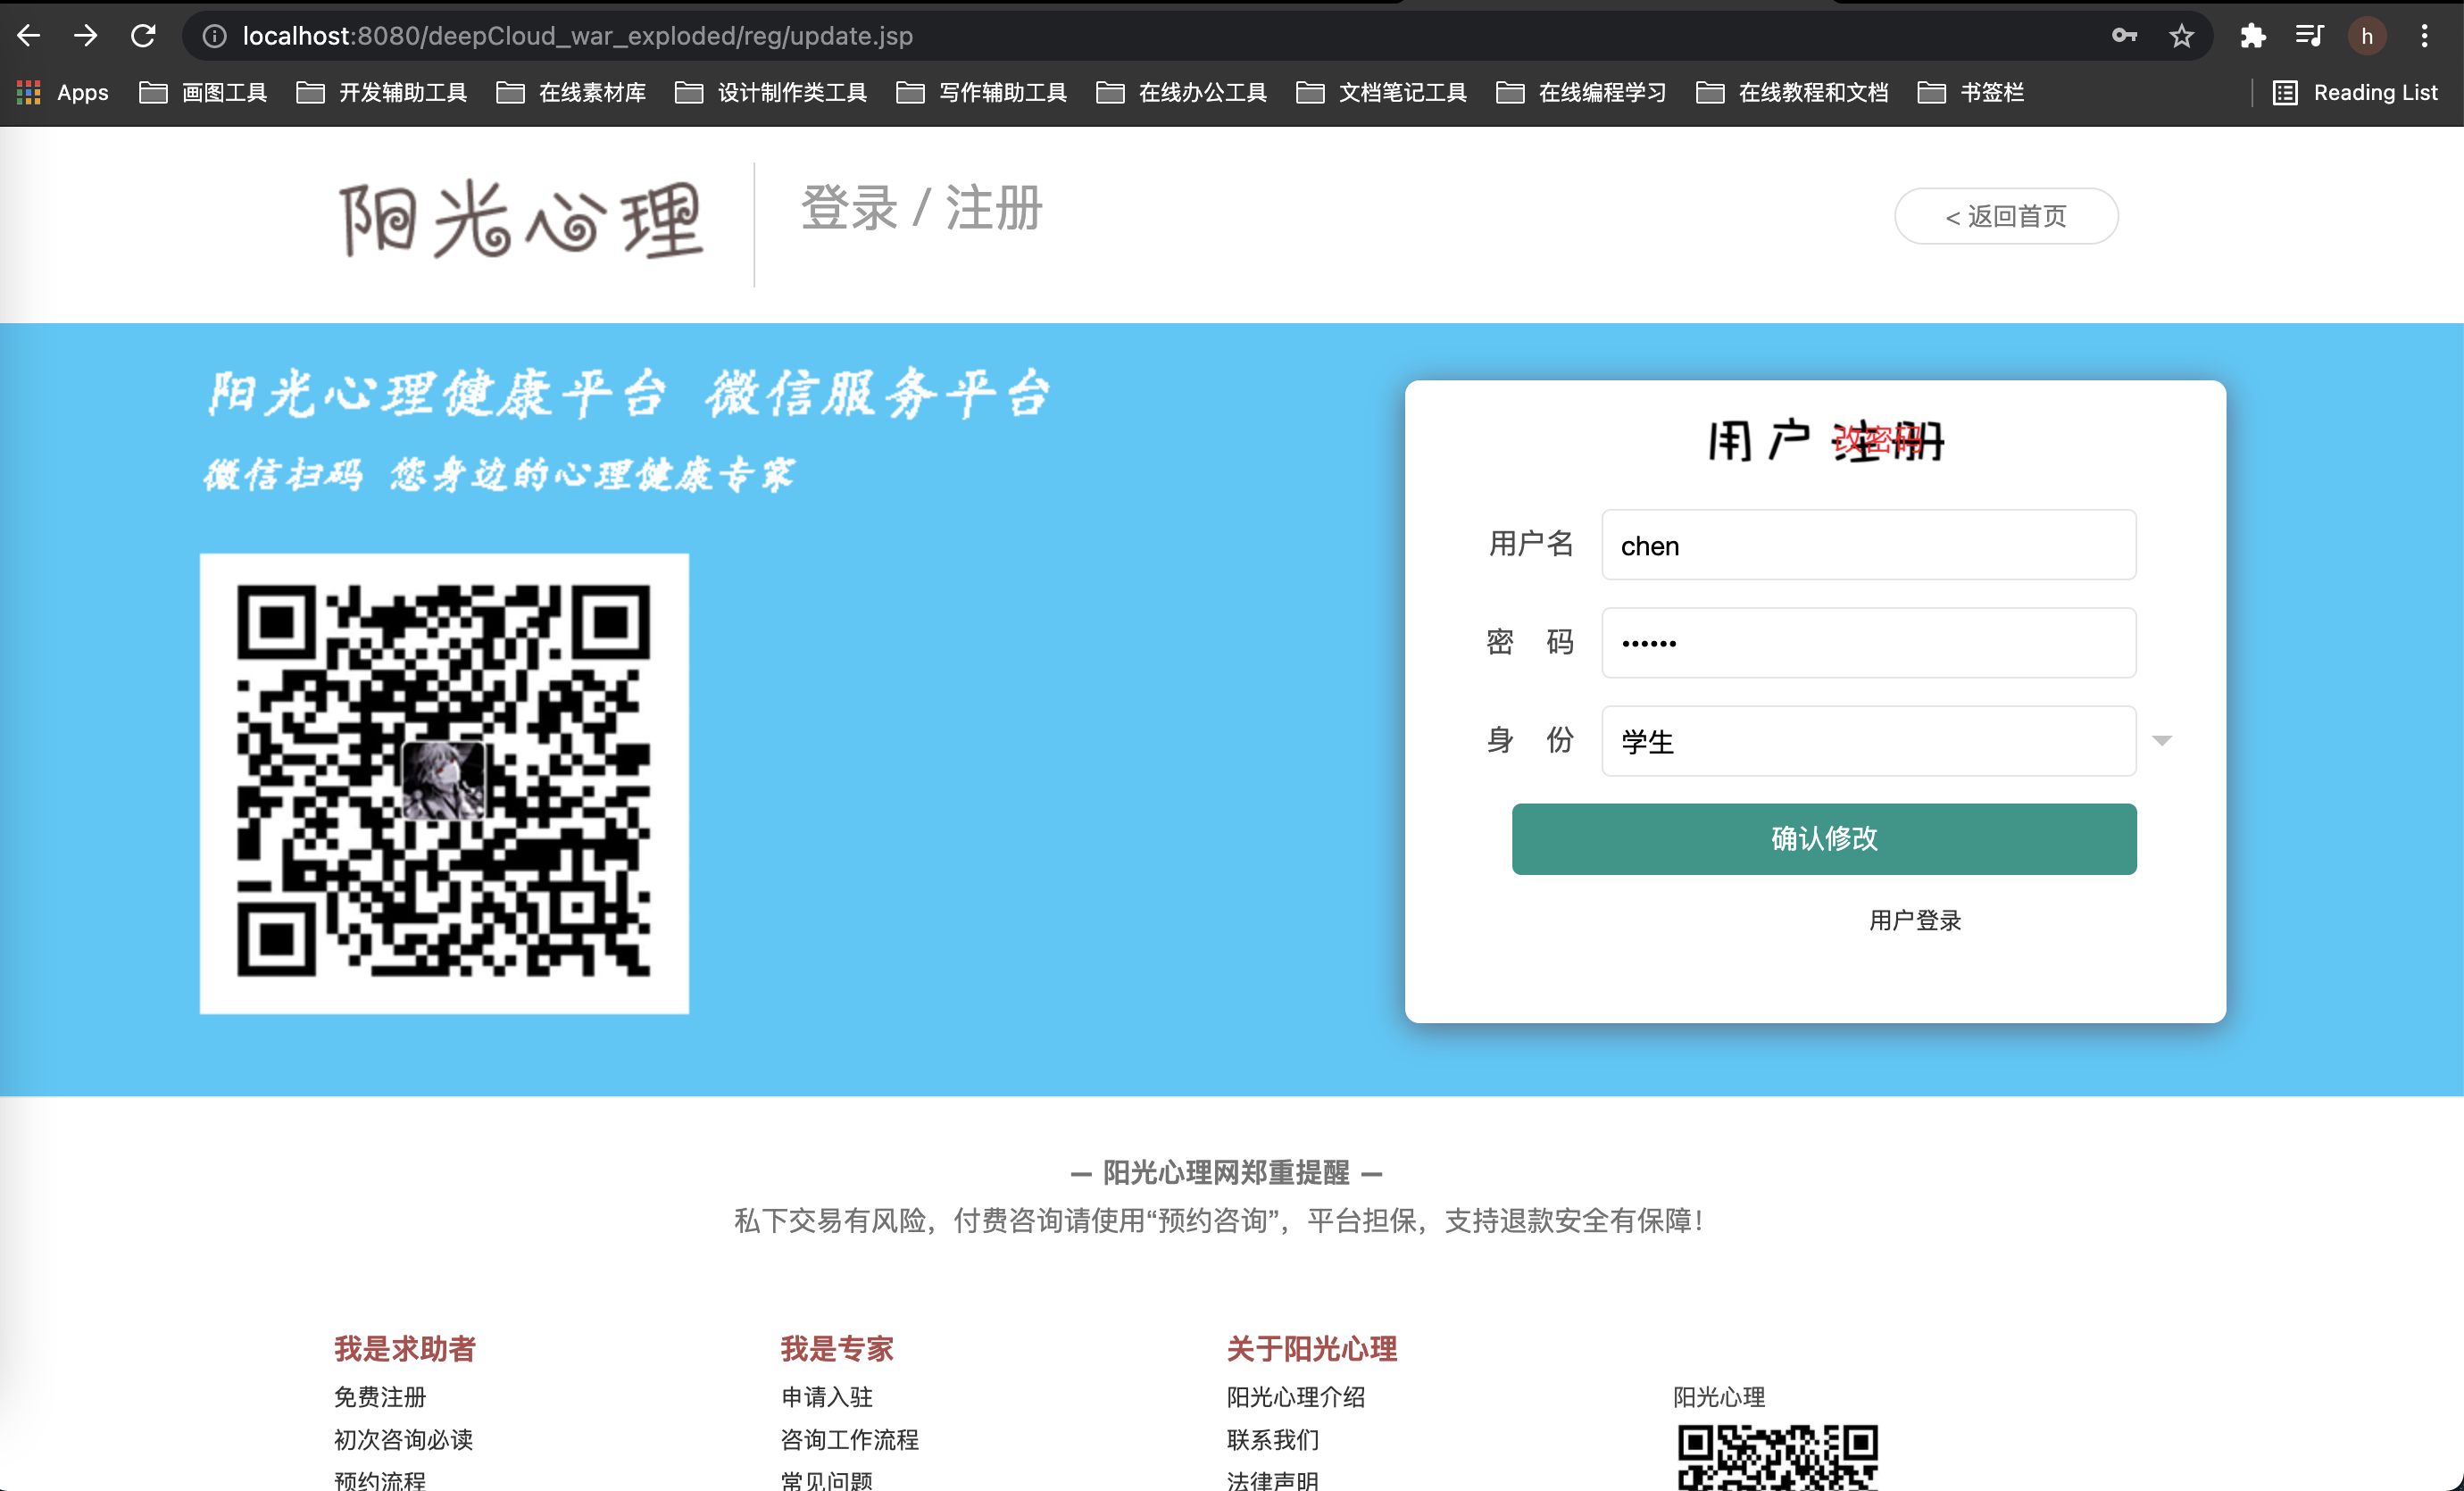 localhost:8080/deepCloud_war_exploded/reg/update.jsp
h
Apps
画图工具
开发辅助工具
在线素材库
设计制作类工具
写作辅助工具
在线办公工具
文档笔记工具
在线编程学习
在线教程和文档
书签栏
Reading List
阳光心理
登录 / 注册
< 返回首页
阳光心理健康平台 微信服务平台
微信扫码 您身边的心理健康专家
用户注册
改密码
用户名
chen
密 码
••••••
身 份
学生
确认修改
用户登录
— 阳光心理网郑重提醒 —
私下交易有风险，付费咨询请使用“预约咨询”，平台担保，支持退款安全有保障！
我是求助者
免费注册
初次咨询必读
预约流程
我是专家
申请入驻
咨询工作流程
常见问题
关于阳光心理
阳光心理介绍
联系我们
法律声明
阳光心理